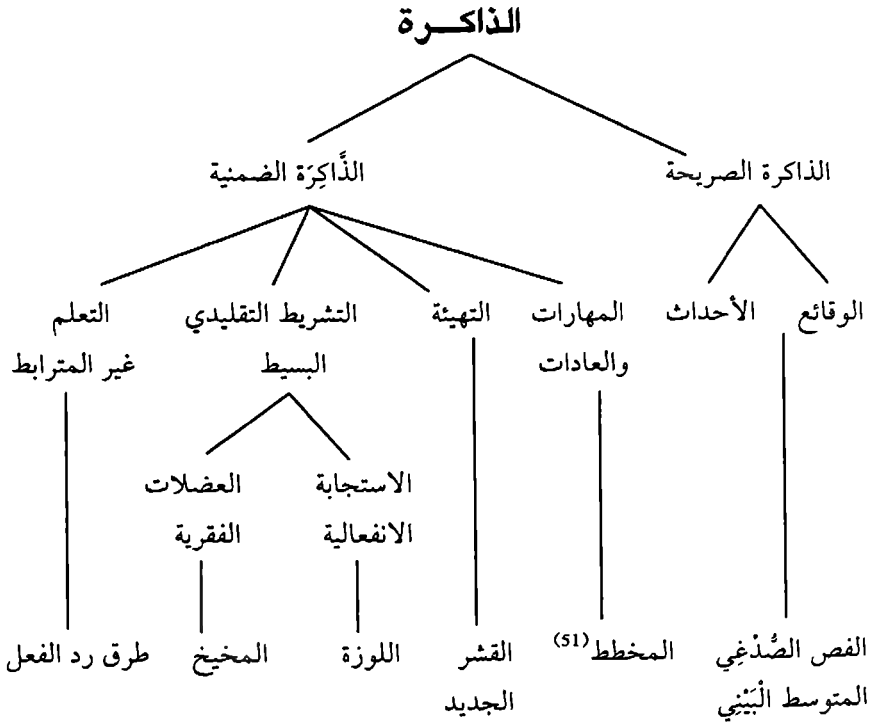 الذاكـــرة
الذاكرة الصريحة
الذَّاكِرَة الضمنية
الوقائع
الأحداث
المهارات
والعادات
التهيئة
التشريط التقليدي
البسيط
التعلم
غير المترابط
الاستجابة
الانفعالية
العضلات
الفقرية
الفص الصُّدْغِي
المتوسط الْبَيْنِي
المخطط (51)
القشر
الجديد
اللوزة
المخيخ
طرق رد الفعل